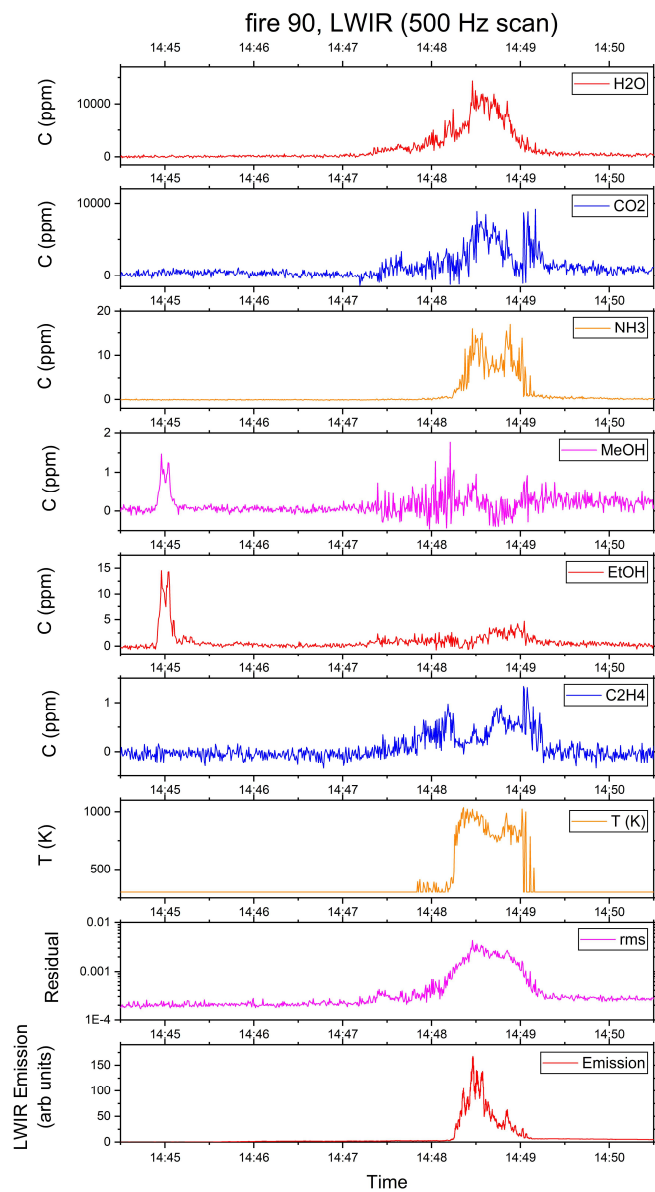 fire 90, LWIR (500 Hz scan)
14:45 14:46 14:47 14:48 14:49 14:50
C (ppm)
10000
0
H2O
14:45 14:46 14:47 14:48 14:49 14:50
C (ppm)
10000
0
CO2
14:45 14:46 14:47 14:48 14:49 14:50
C (ppm)
20
10
0
NH3
14:45 14:46 14:47 14:48 14:49 14:50
C (ppm)
2
1
0
MeOH
14:45 14:46 14:47 14:48 14:49 14:50
C (ppm)
15
10
5
0
EtOH
14:45 14:46 14:47 14:48 14:49 14:50
C (ppm)
1
0
C2H4
14:45 14:46 14:47 14:48 14:49 14:50
T (K)
1000
500
T (K)
14:45 14:46 14:47 14:48 14:49 14:50
Residual
0.01
0.001
1E-4
rms
14:45 14:46 14:47 14:48 14:49 14:50
LWIR Emission
(arb units)
150
100
50
0
Emission
14:45 14:46 14:47 14:48 14:49 14:50
Time